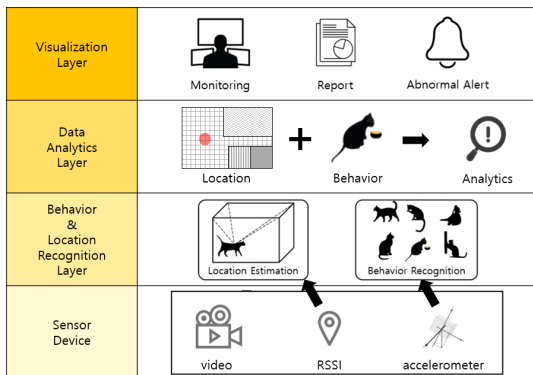 Visualization
Layer
Monitoring
Report
Abnormal Alert
Data
Analytics
Layer
Location
Behavior
Analytics
Behavior
&
Location
Recognition
Layer
Location Estimation
Behavior Recognition
Sensor
Device
video
RSSI
accelerometer